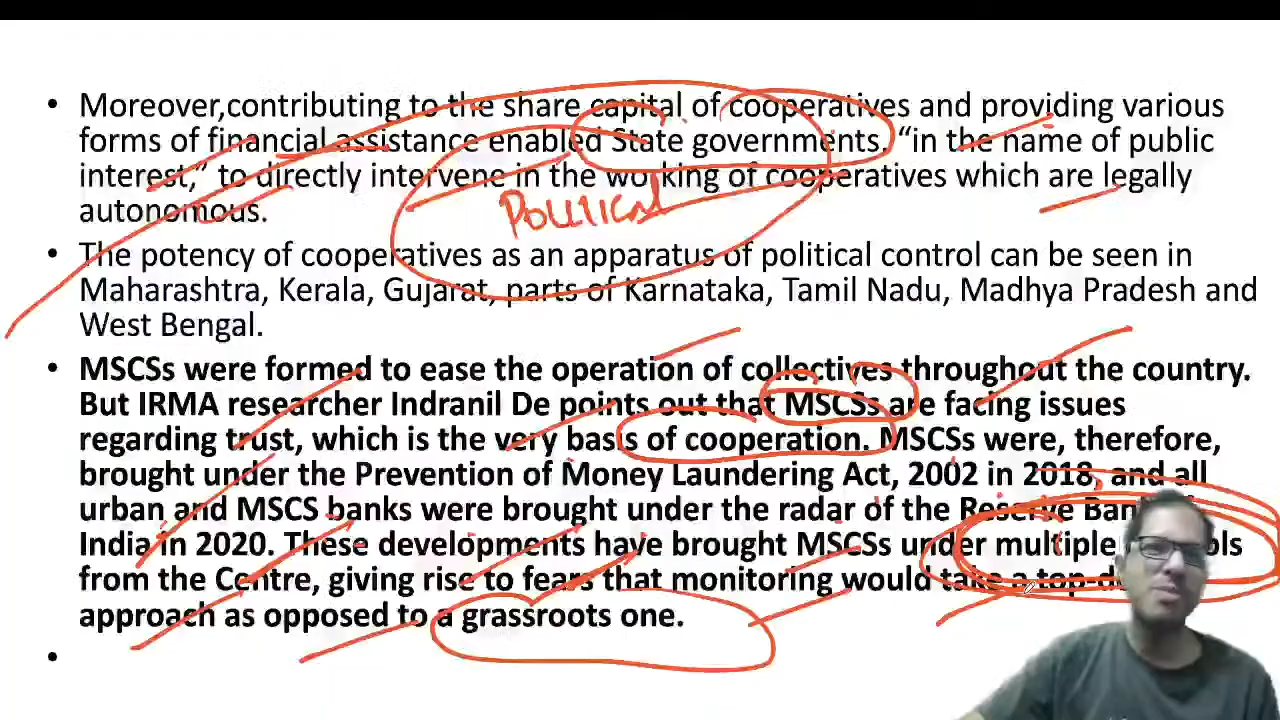 • Moreover,contributing to the share capital of cooperatives and providing various
forms of financial assistance enabled State governments, “in the name of public
interest,” to directly intervene in the working of cooperatives which are legally
autonomous.
POLITICAL
• The potency of cooperatives as an apparatus of political control can be seen in
Maharashtra, Kerala, Gujarat, parts of Karnataka, Tamil Nadu, Madhya Pradesh and
West Bengal.
• MSCSs were formed to ease the operation of collectives throughout the country.
But IRMA researcher Indranil De points out that MSCSs are facing issues
regarding trust, which is the very basis of cooperation. MSCSs were, therefore,
brought under the Prevention of Money Laundering Act, 2002 in 2018, and all
urban and MSCS banks were brought under the radar of the Reserve
India in 2020. These developments have brought MSCSs under multiple
from the Centre, giving rise to fears that monitoring would take a
approach as opposed to a grassroots one.
•